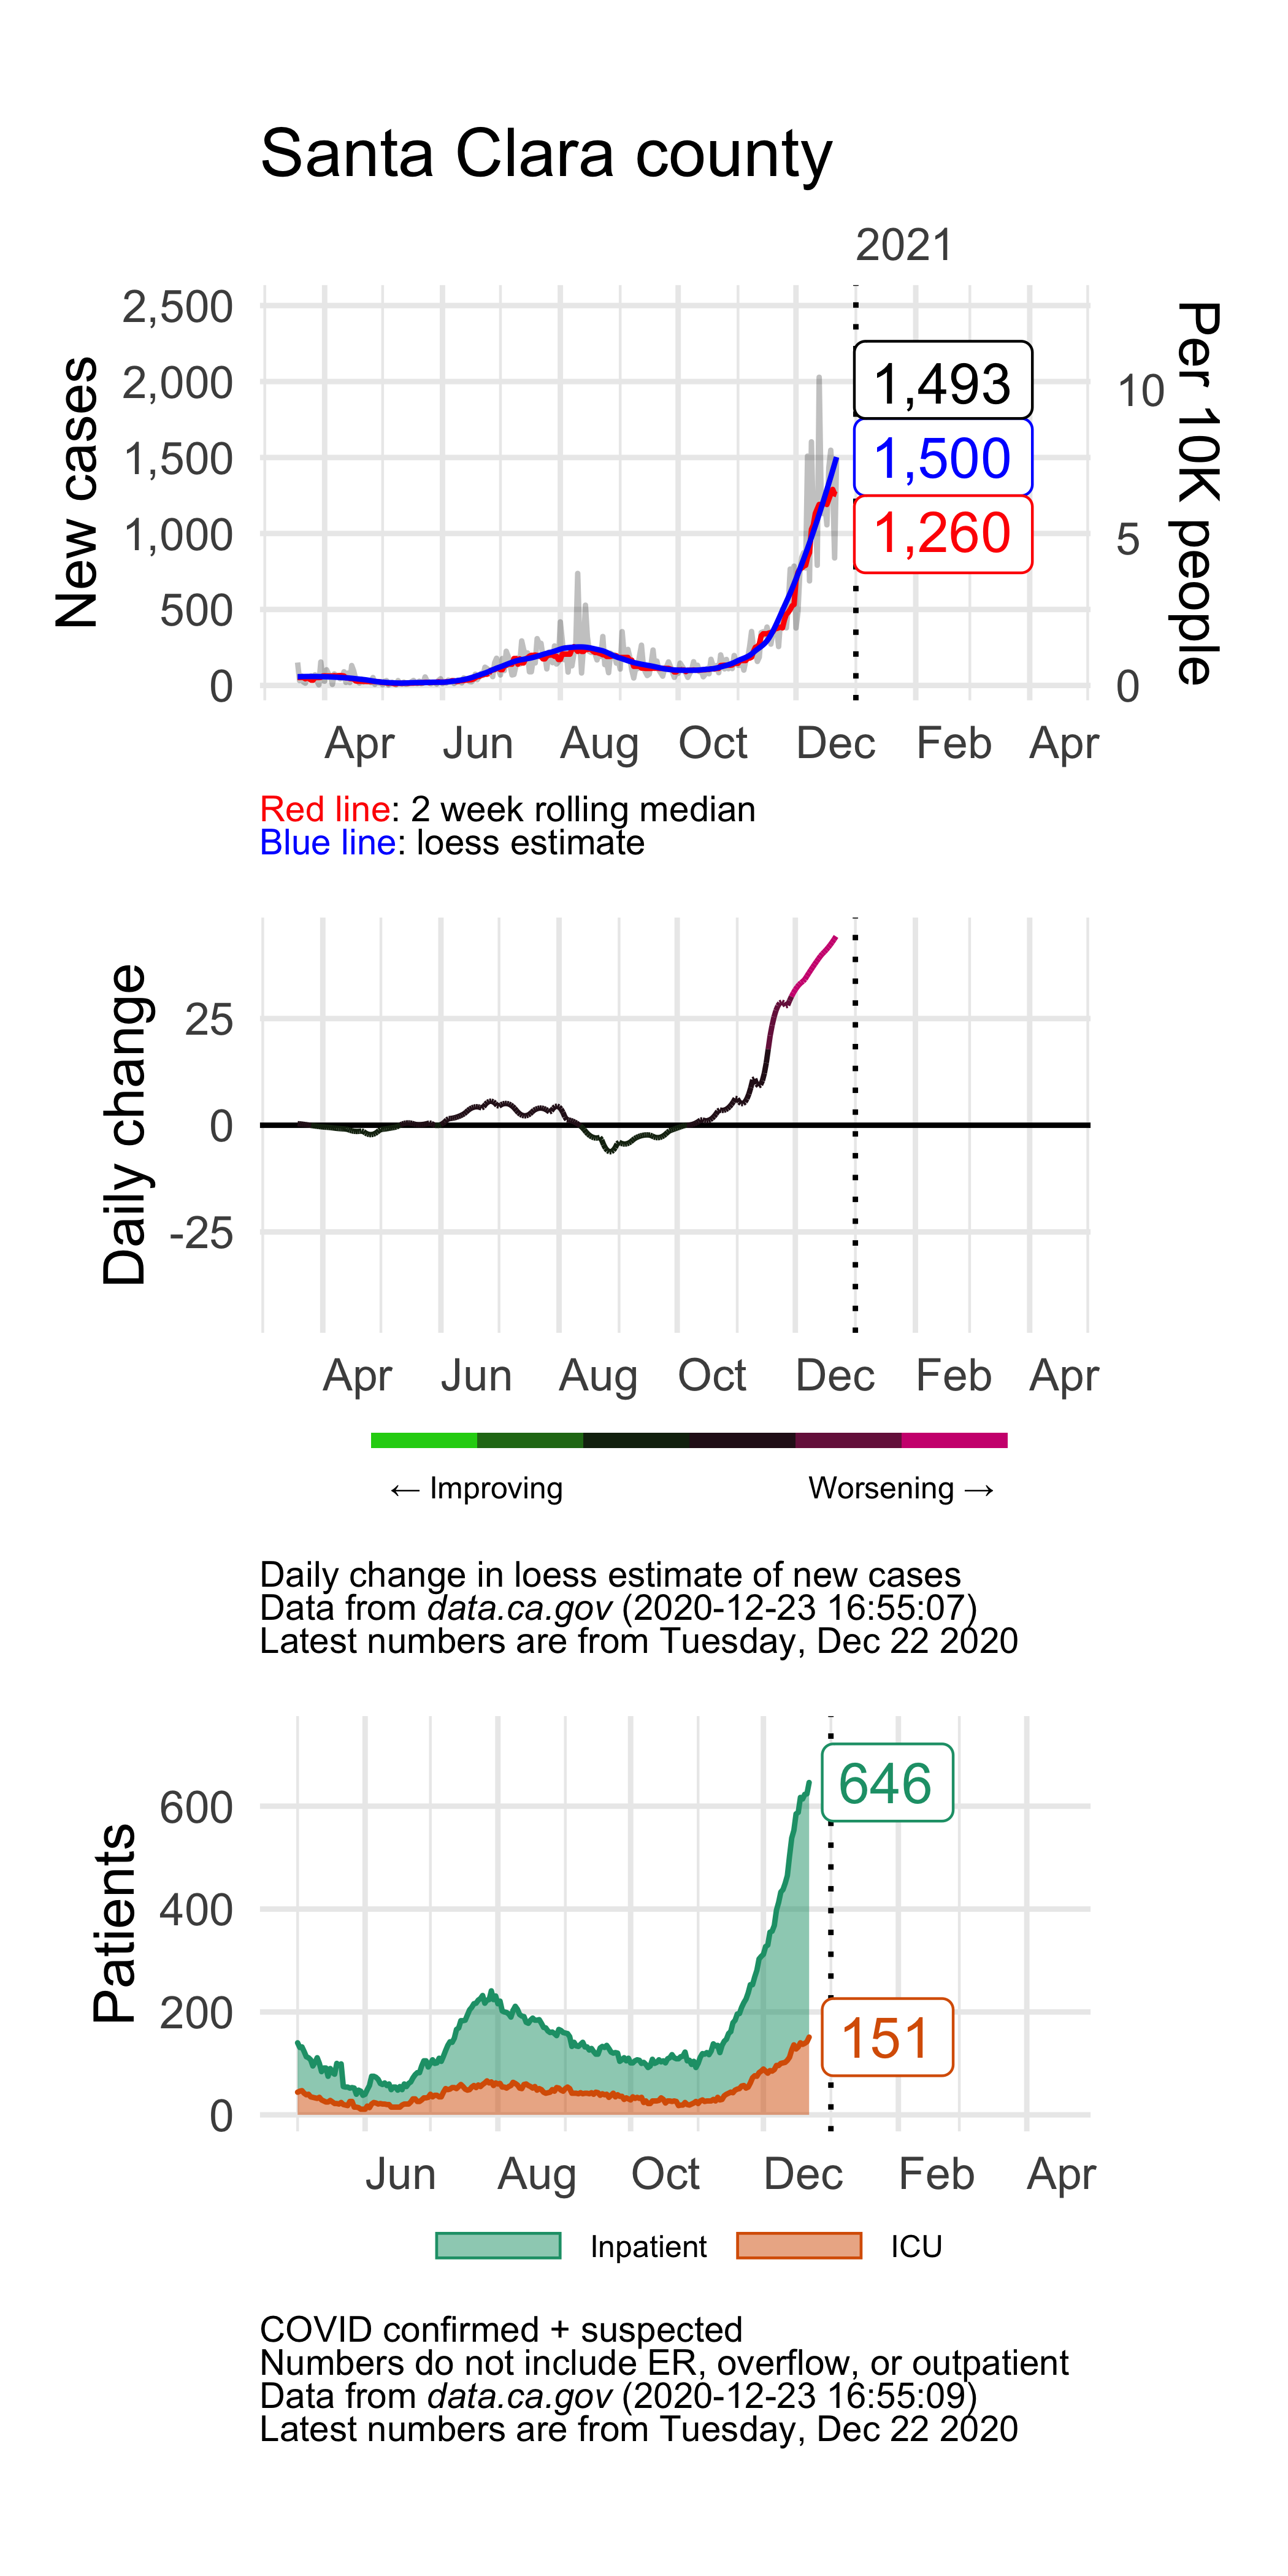 Santa Clara county
2021
New cases
2,500
2,000
1,500
1,000
500
0
1,493
1,500
1,260
10
5
0
Per 10K people
Apr Jun Aug Oct Dec Feb Apr
Red line: 2 week rolling median
Blue line: loess estimate
Daily change
25
0
-25
Apr Jun Aug Oct Dec Feb Apr
← Improving Worsening →
Daily change in loess estimate of new cases
Data from data.ca.gov (2020-12-23 16:55:07)
Latest numbers are from Tuesday, Dec 22 2020
Patients
600
400
200
0
646
151
Jun Aug Oct Dec Feb Apr
Inpatient ICU
COVID confirmed + suspected
Numbers do not include ER, overflow, or outpatient
Data from data.ca.gov (2020-12-23 16:55:09)
Latest numbers are from Tuesday, Dec 22 2020